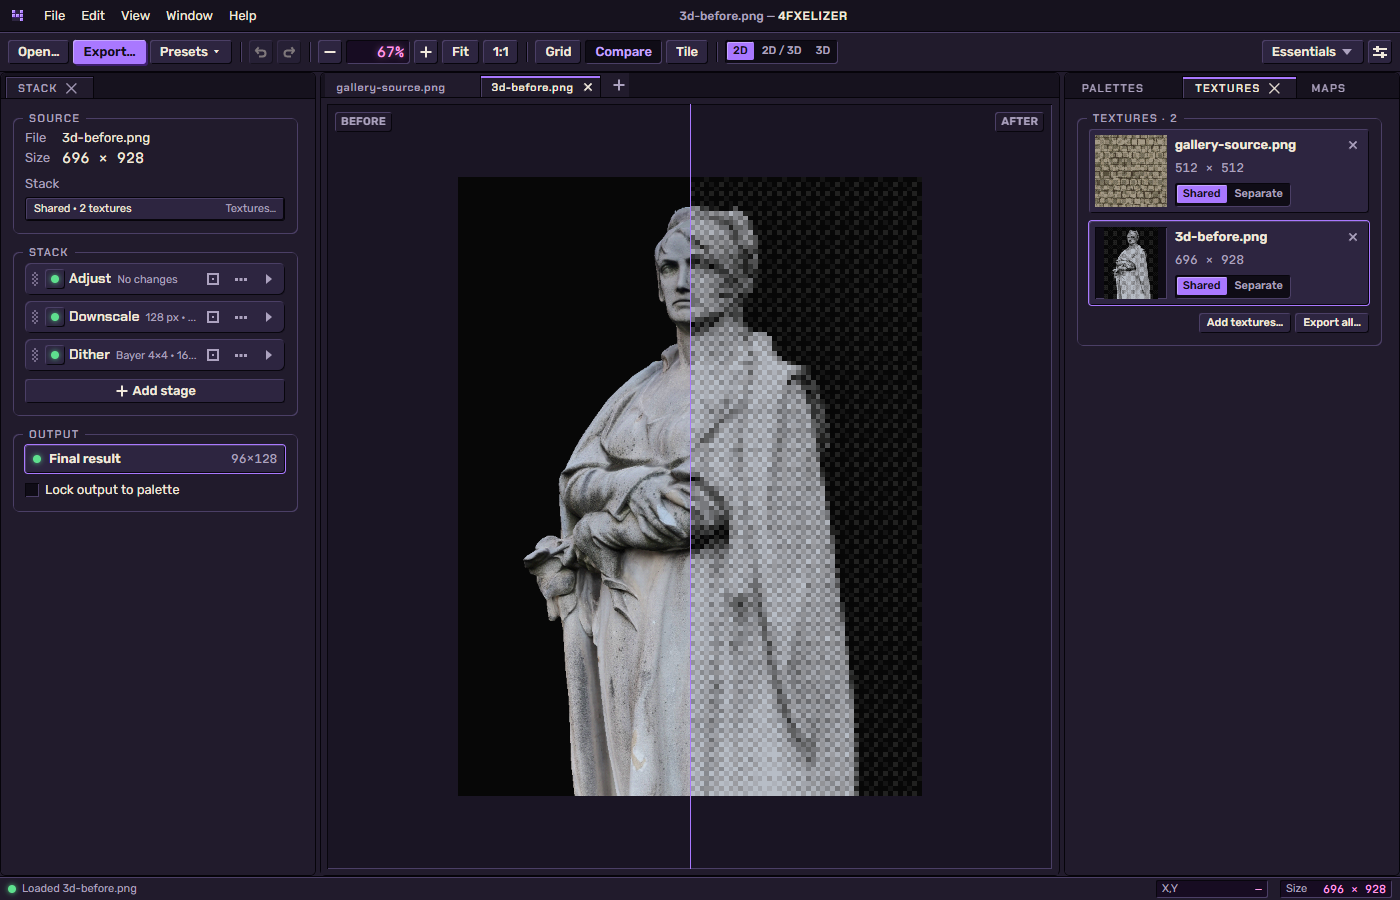 File Edit View Window Help
3d-before.png — 4FXELIZER
Open... Export... Presets 67% Fit 1:1 Grid Compare Tile 2D 2D / 3D 3D Essentials
STACK
gallery-source.png 3d-before.png
PALETTES TEXTURES MAPS
SOURCE
File 3d-before.png
Size 696 × 928
Stack
Shared • 2 textures Textures...
STACK
Adjust No changes
Downscale 128 px • ...
Dither Bayer 4×4 • 16...
+ Add stage
OUTPUT
Final result 96×128
Lock output to palette
BEFORE AFTER
TEXTURES · 2
gallery-source.png
512 × 512
Shared Separate
3d-before.png
696 × 928
Shared Separate
Add textures... Export all...
Loaded 3d-before.png
X,Y —
Size 696 × 928